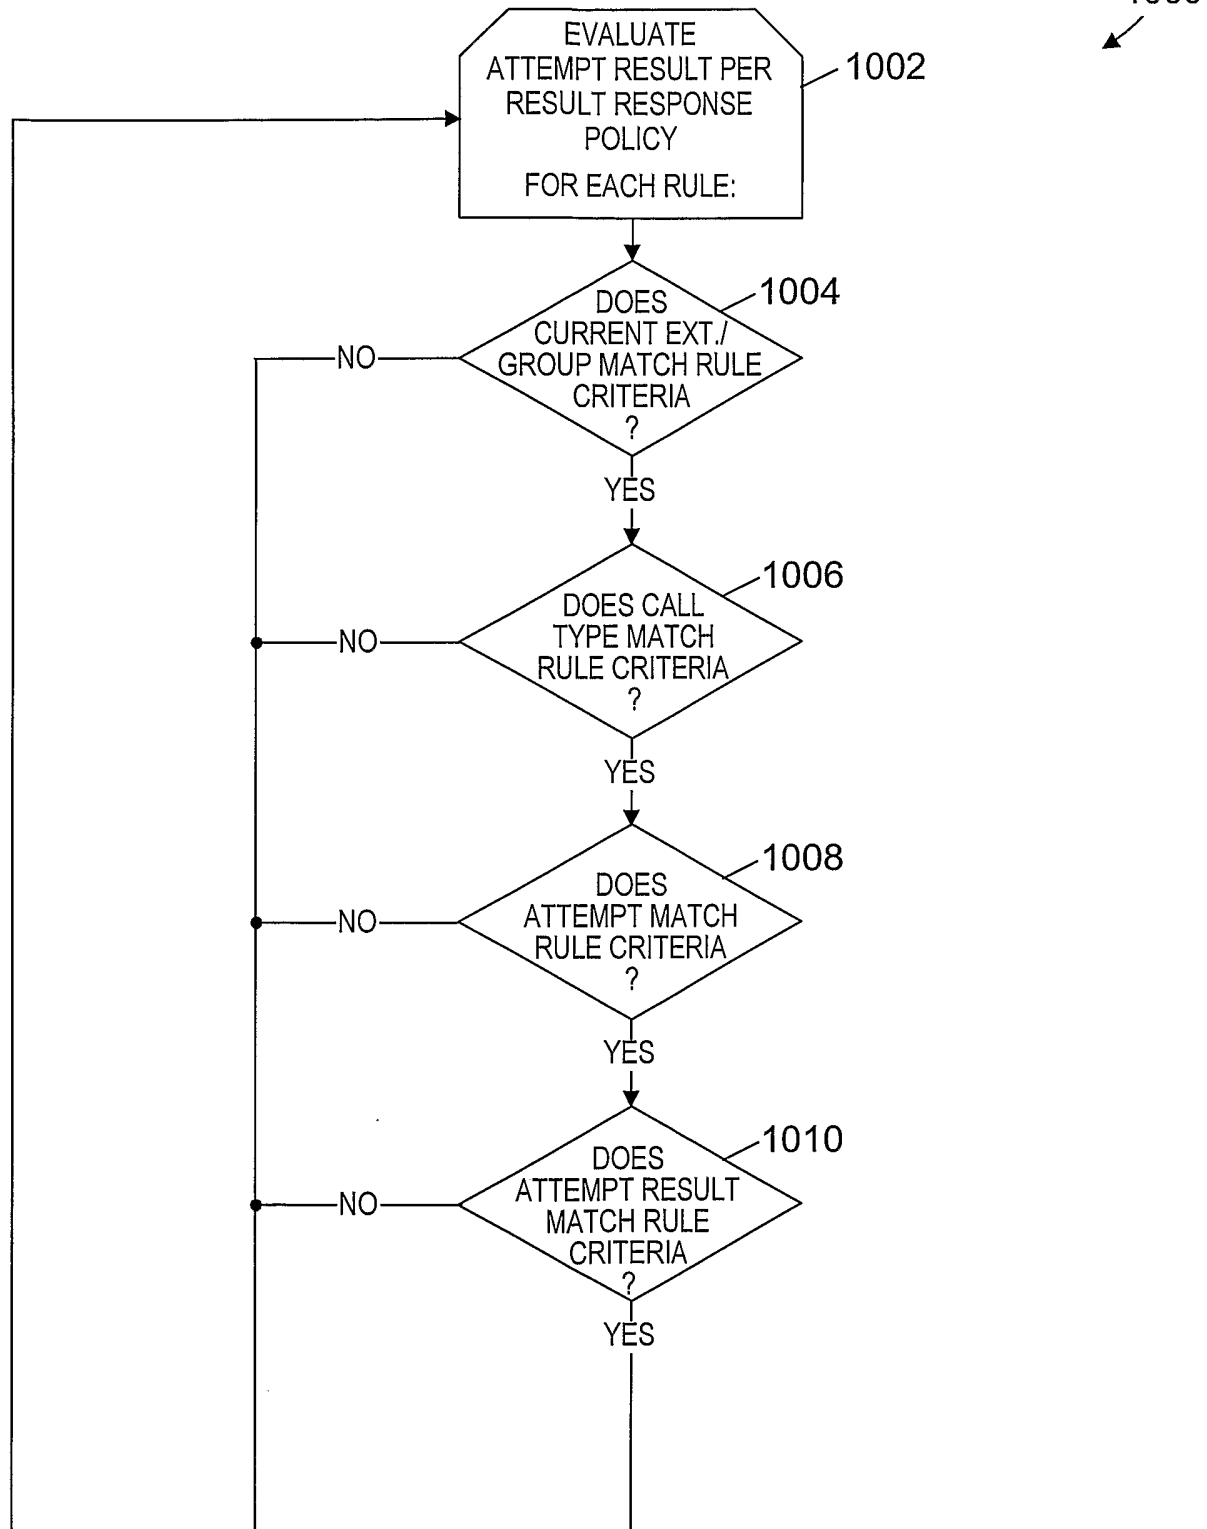 EVALUATE
ATTEMPT RESULT PER
RESULT RESPONSE
POLICY
FOR EACH RULE:
1002
DOES
CURRENT EXT./
GROUP MATCH RULE
CRITERIA
?
1004
NO
YES
DOES CALL
TYPE MATCH
RULE CRITERIA
?
1006
NO
YES
DOES
ATTEMPT MATCH
RULE CRITERIA
?
1008
NO
YES
DOES
ATTEMPT RESULT
MATCH RULE
CRITERIA
?
1010
NO
YES